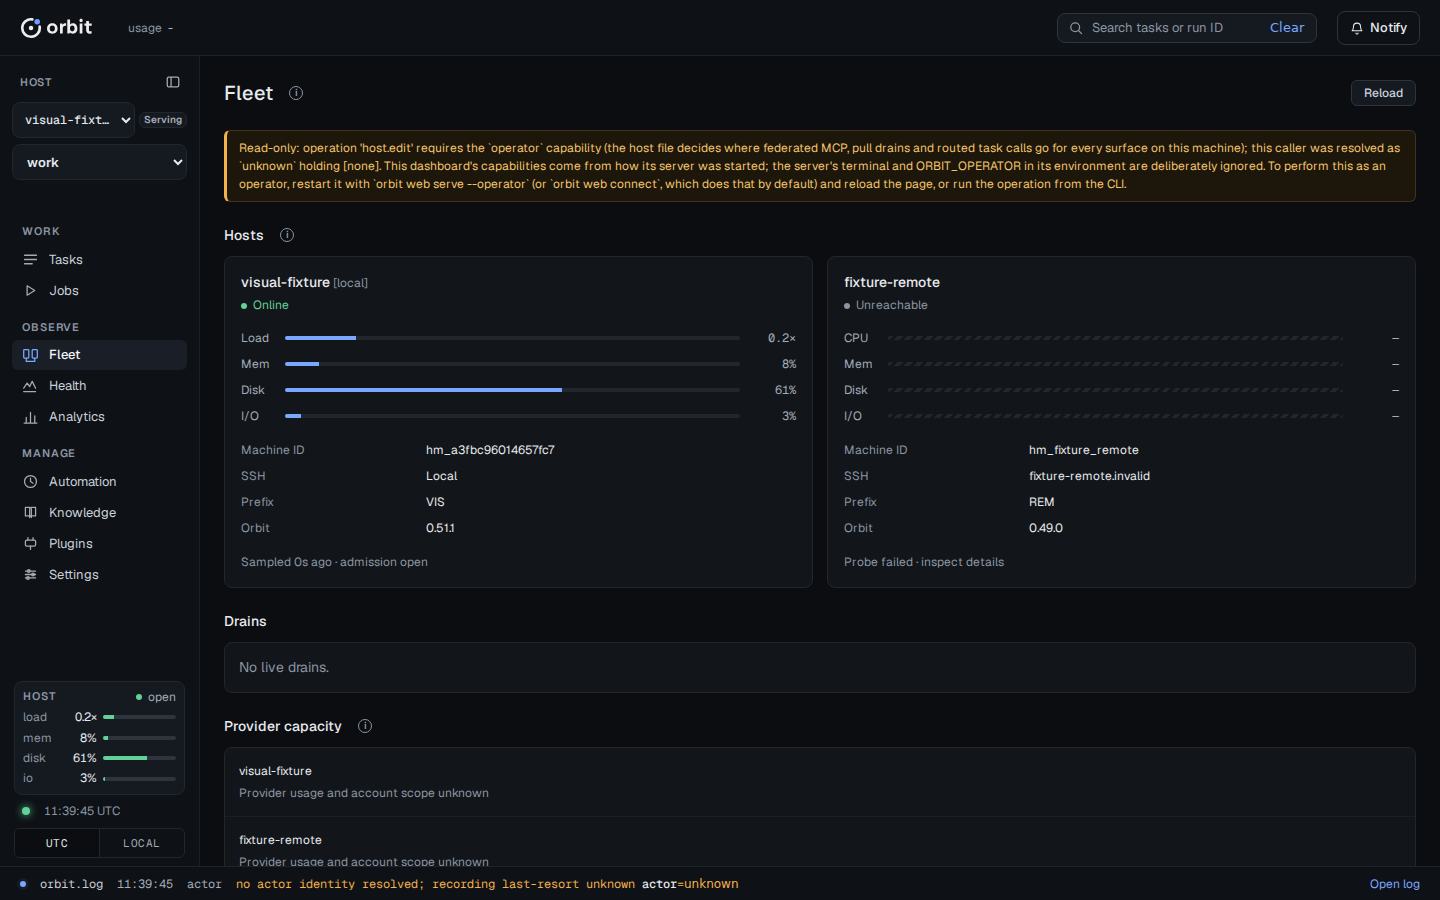 orbit
usage -
Search tasks or run ID
Clear
Notify
HOST
visual-fixt…
Serving
work
WORK
Tasks
Jobs
OBSERVE
Fleet
Health
Analytics
MANAGE
Automation
Knowledge
Plugins
Settings
HOST
open
load 0.2×
mem 8%
disk 61%
io 3%
11:39:45 UTC
UTC
LOCAL
Fleet
Reload
Read-only: operation 'host.edit' requires the `operator` capability (the host file decides where federated MCP, pull drains and routed task calls go for every surface on this machine); this caller was resolved as
`unknown` holding [none]. This dashboard's capabilities come from how its server was started; the server's terminal and ORBIT_OPERATOR in its environment are deliberately ignored. To perform this as an
operator, restart it with `orbit web serve --operator` (or `orbit web connect`, which does that by default) and reload the page, or run the operation from the CLI.
Hosts
visual-fixture [local]
Online
Load 0.2×
Mem 8%
Disk 61%
I/O 3%
Machine ID hm_a3fbc96014657fc7
SSH Local
Prefix VIS
Orbit 0.51.1
Sampled 0s ago · admission open
fixture-remote
Unreachable
CPU –
Mem –
Disk –
I/O –
Machine ID hm_fixture_remote
SSH fixture-remote.invalid
Prefix REM
Orbit 0.49.0
Probe failed · inspect details
Drains
No live drains.
Provider capacity
visual-fixture
Provider usage and account scope unknown
fixture-remote
Provider usage and account scope unknown
orbit.log 11:39:45 actor no actor identity resolved; recording last-resort unknown actor=unknown
Open log